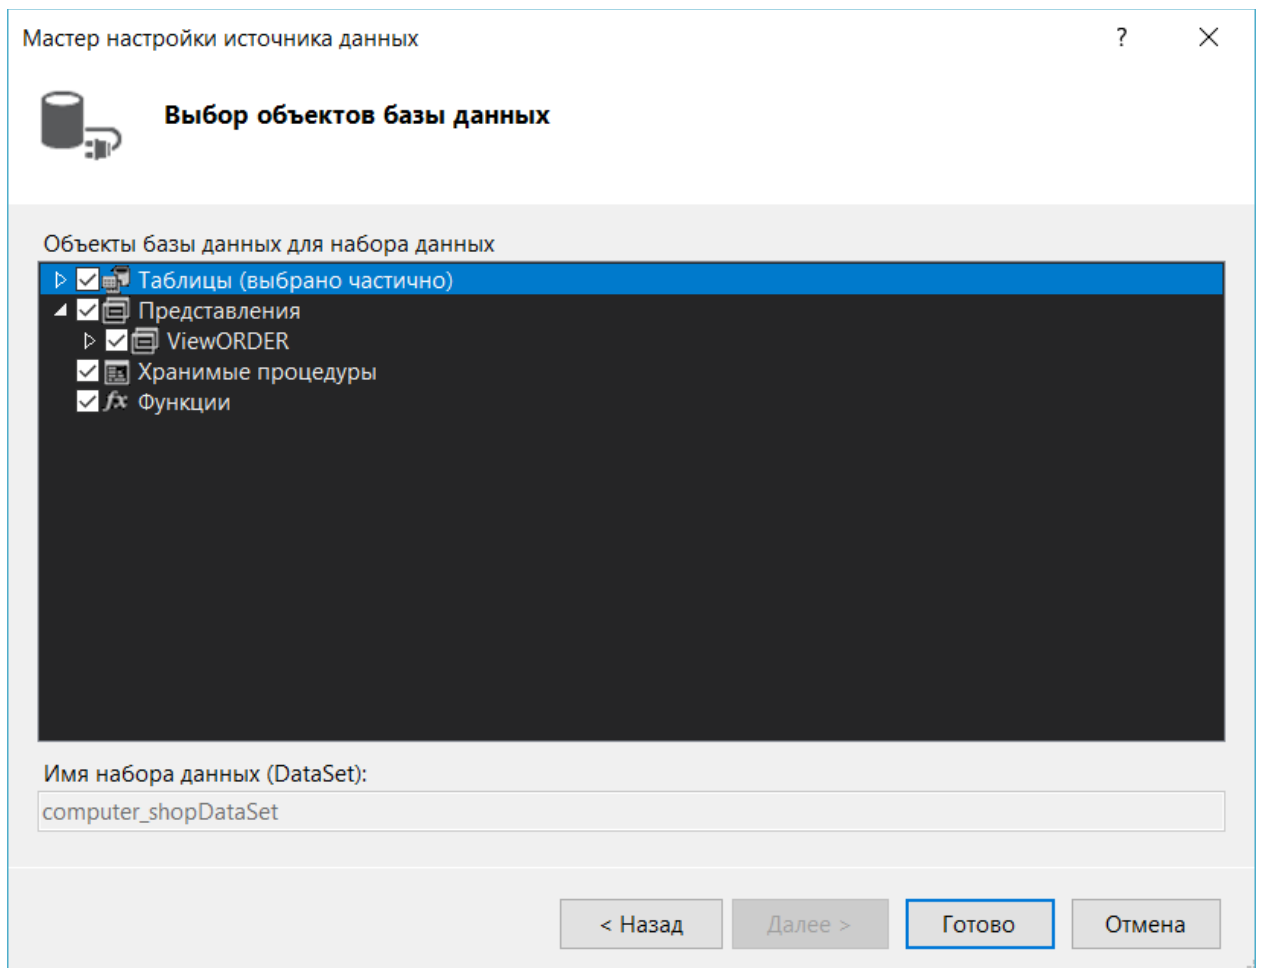 Мастер настройки источника данных
?
Выбор объектов базы данных
Объекты базы данных для набора данных
Таблицы (выбрано частично)
Представления
ViewORDER
Хранимые процедуры
fx Функции
Имя набора данных (DataSet):
computer_shopDataSet
< Назад Далее > Готово Отмена